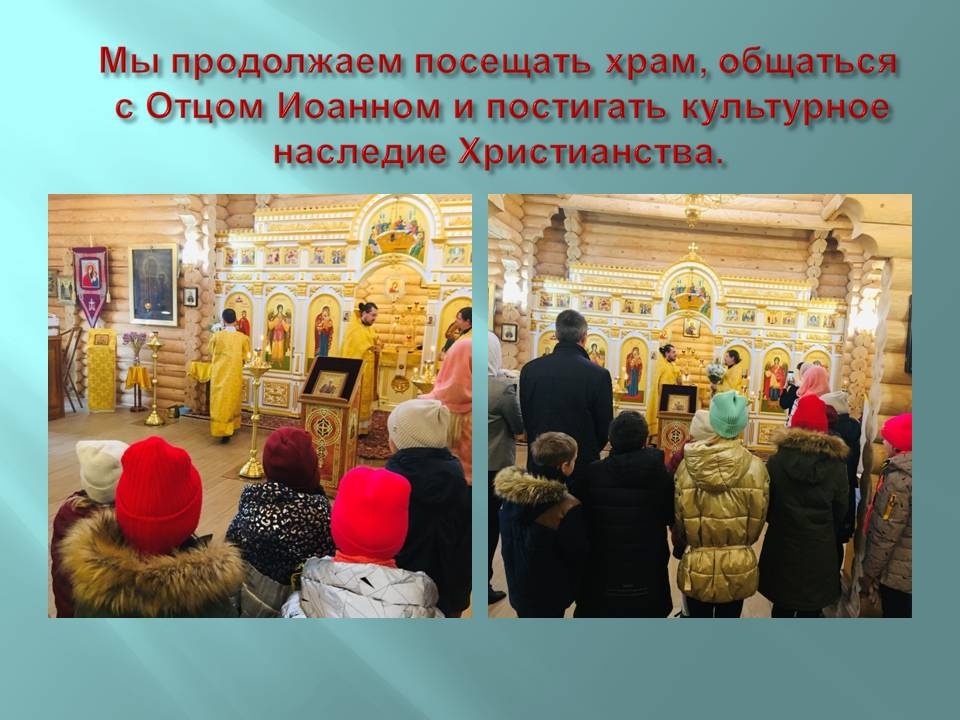 Мы продолжаем посещать храм, общаться
с Отцом Иоанном и постигать культурное
наследие Христианства.